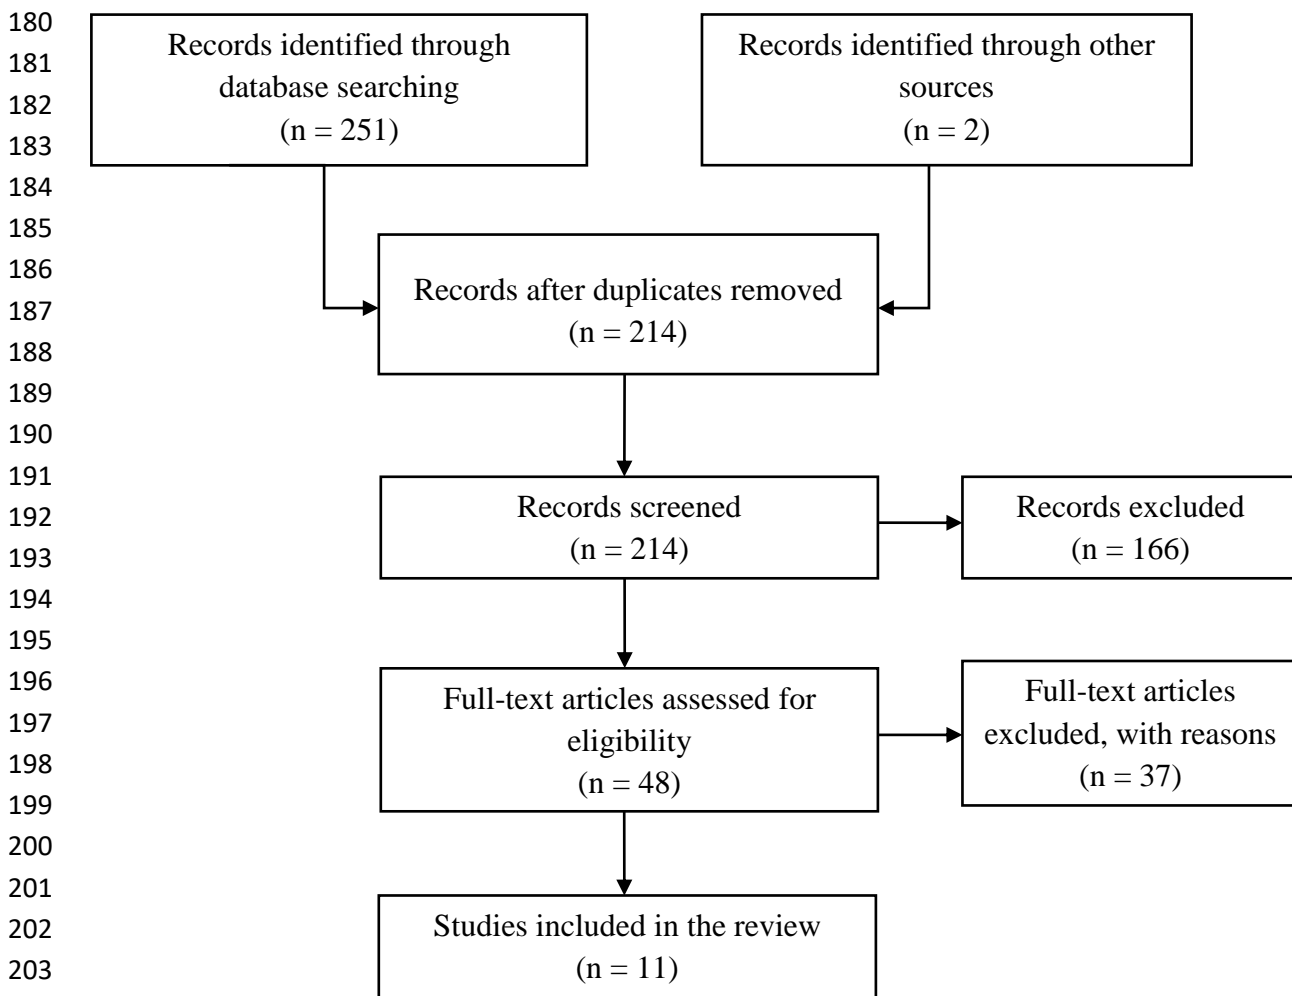 180
181
182
183
184
185
186
187
188
189
190
191
192
193
194
195
196
197
198
199
200
201
202
203
Records identified through
database searching
(n = 251)
Records identified through other
sources
(n = 2)
Records after duplicates removed
(n = 214)
Records screened
(n = 214)
Records excluded
(n = 166)
Full-text articles assessed for
eligibility
(n = 48)
Full-text articles
excluded, with reasons
(n = 37)
Studies included in the review
(n = 11)